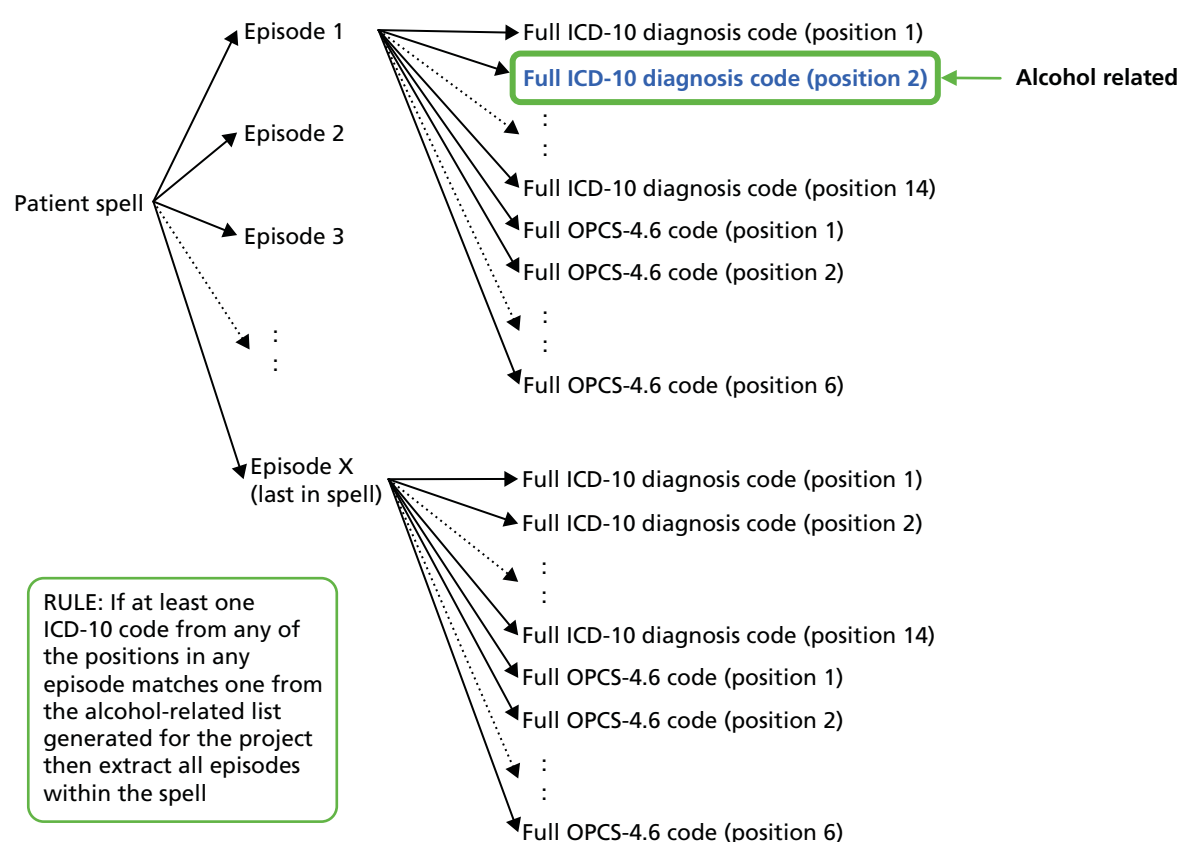 Episode 1
Full ICD-10 diagnosis code (position 1)
Full ICD-10 diagnosis code (position 2)
Alcohol related
:
:
Episode 2
Full ICD-10 diagnosis code (position 14)
Patient spell
Full OPCS-4.6 code (position 1)
Episode 3
Full OPCS-4.6 code (position 2)
:
:
:
:
Full OPCS-4.6 code (position 6)
Episode X
(last in spell)
Full ICD-10 diagnosis code (position 1)
Full ICD-10 diagnosis code (position 2)
:
:
Full ICD-10 diagnosis code (position 14)
Full OPCS-4.6 code (position 1)
Full OPCS-4.6 code (position 2)
:
:
Full OPCS-4.6 code (position 6)
RULE: If at least one
ICD-10 code from any of
the positions in any
episode matches one from
the alcohol-related list
generated for the project
then extract all episodes
within the spell